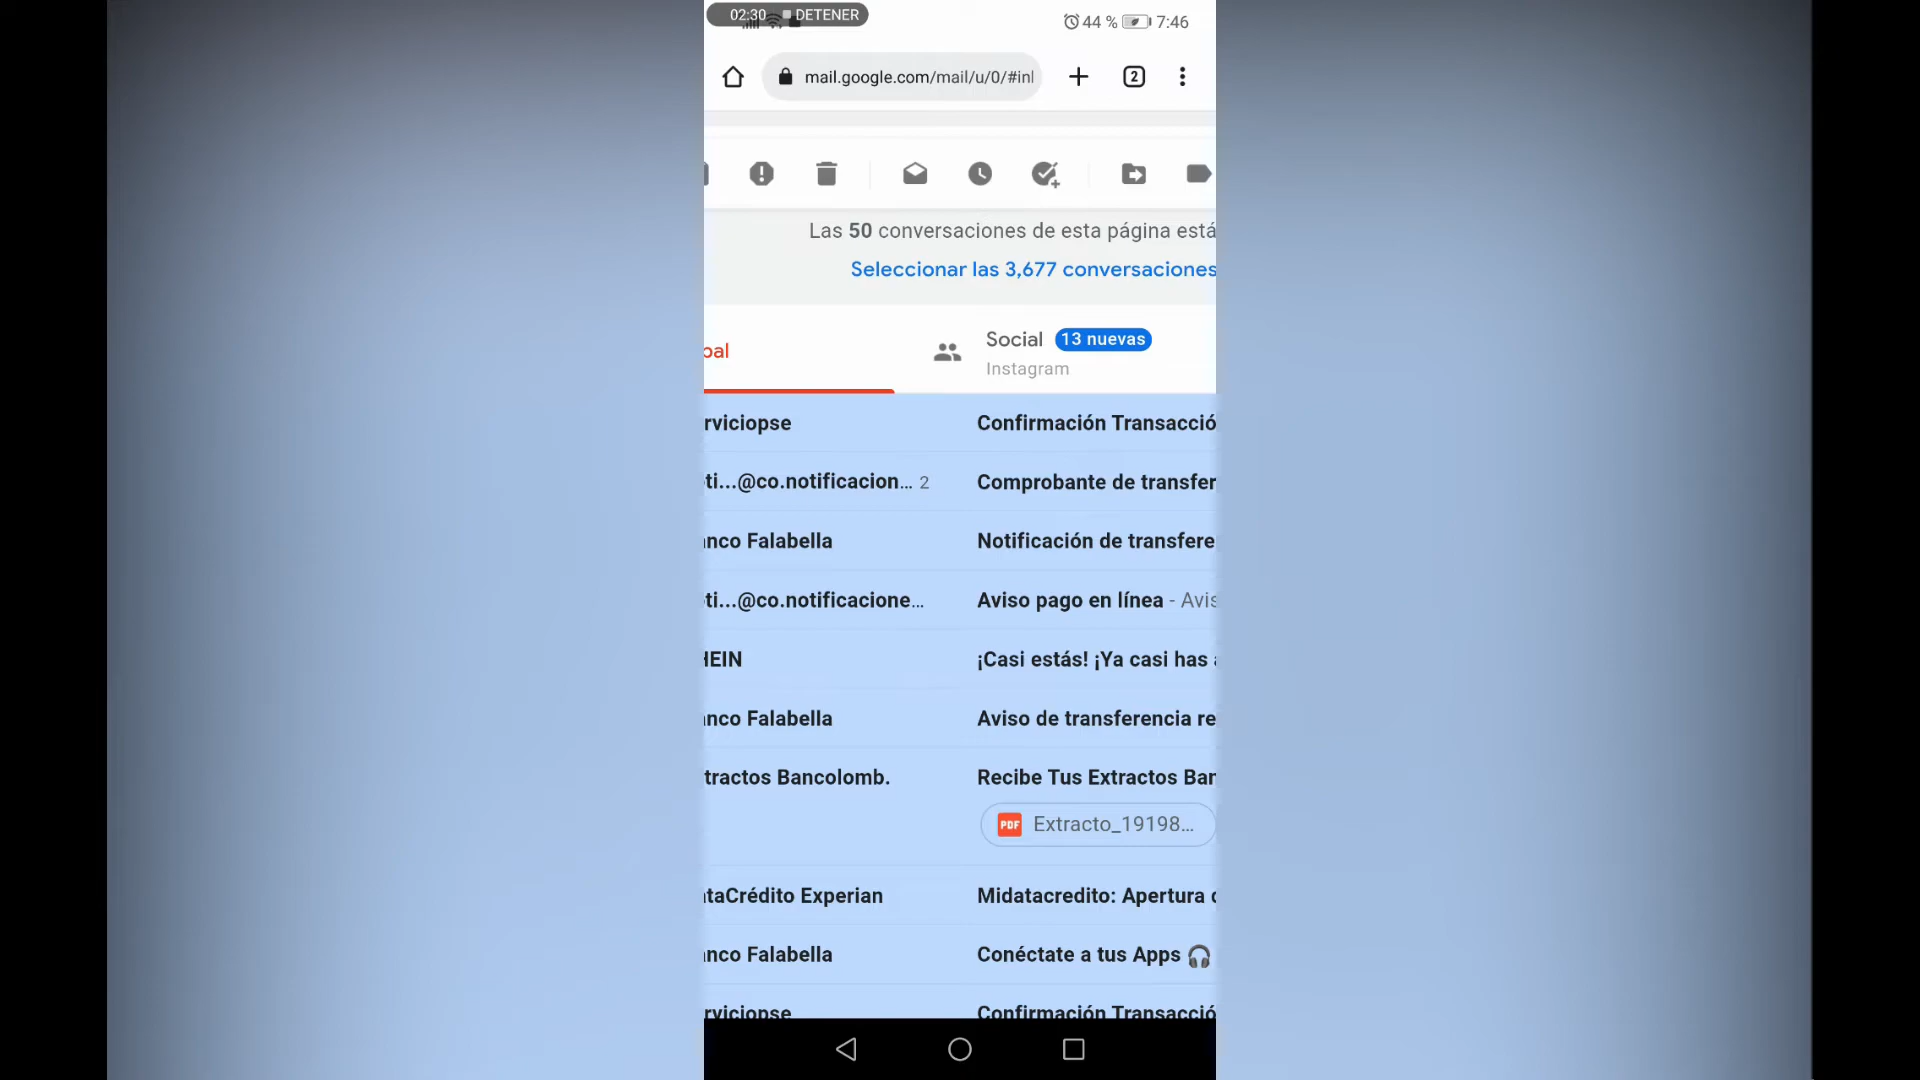 02:30 DETENER
44 % 7:46
mail.google.com/mail/u/0/#inl
2
Las 50 conversaciones de esta página está
Seleccionar las 3,677 conversaciones
pal
Social 13 nuevas
Instagram
rviciopse Confirmación Transacció
ti...@co.notificacion... 2 Comprobante de transfer
nco Falabella Notificación de transfere
ti...@co.notificacione... Aviso pago en línea - Avis
HEIN ¡Casi estás! ¡Ya casi has a
nco Falabella Aviso de transferencia re
tractos Bancolomb. Recibe Tus Extractos Ban
PDF Extracto_19198...
taCrédito Experian Midatacredito: Apertura c
nco Falabella Conéctate a tus Apps 🎧
rviciopse Confirmación Transacció